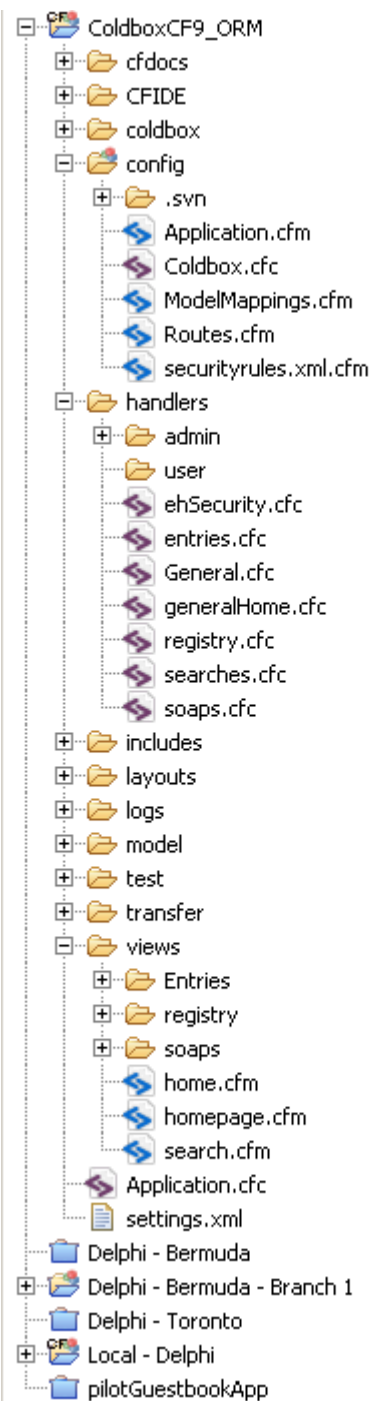 ColdboxCF9_ORM
cfdocs
CFIDE
coldbox
config
.svn
Application.cfm
Coldbox.cfc
ModelMappings.cfm
Routes.cfm
securityrules.xml.cfm
handlers
admin
user
ehSecurity.cfc
entries.cfc
General.cfc
generalHome.cfc
registry.cfc
searches.cfc
soaps.cfc
includes
layouts
logs
model
test
transfer
views
Entries
registry
soaps
home.cfm
homepage.cfm
search.cfm
Application.cfc
settings.xml
Delphi - Bermuda
Delphi - Bermuda - Branch 1
Delphi - Toronto
Local - Delphi
pilotGuestbookApp